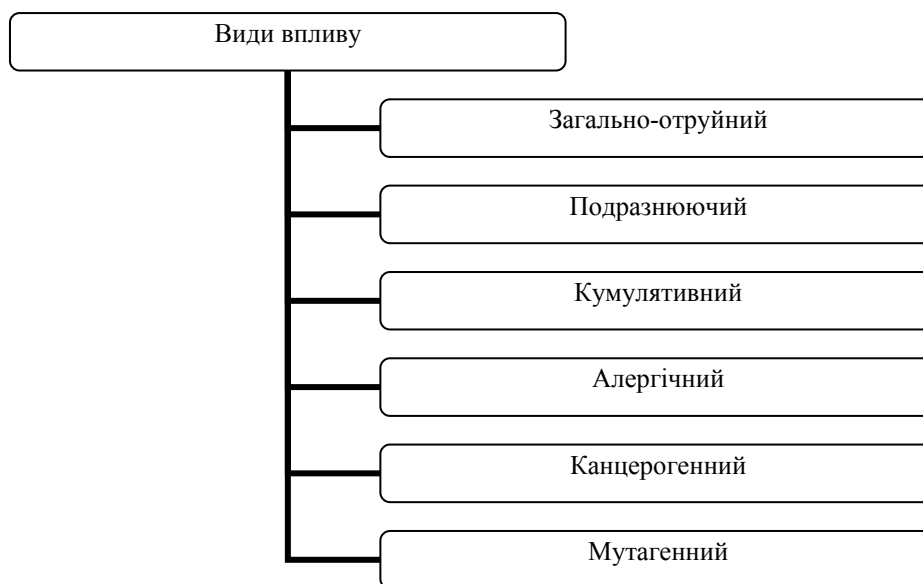 Види впливу
Загально-отруйний
Подразнюючий
Кумулятивний
Алергічний
Канцерогенний
Мутагенний